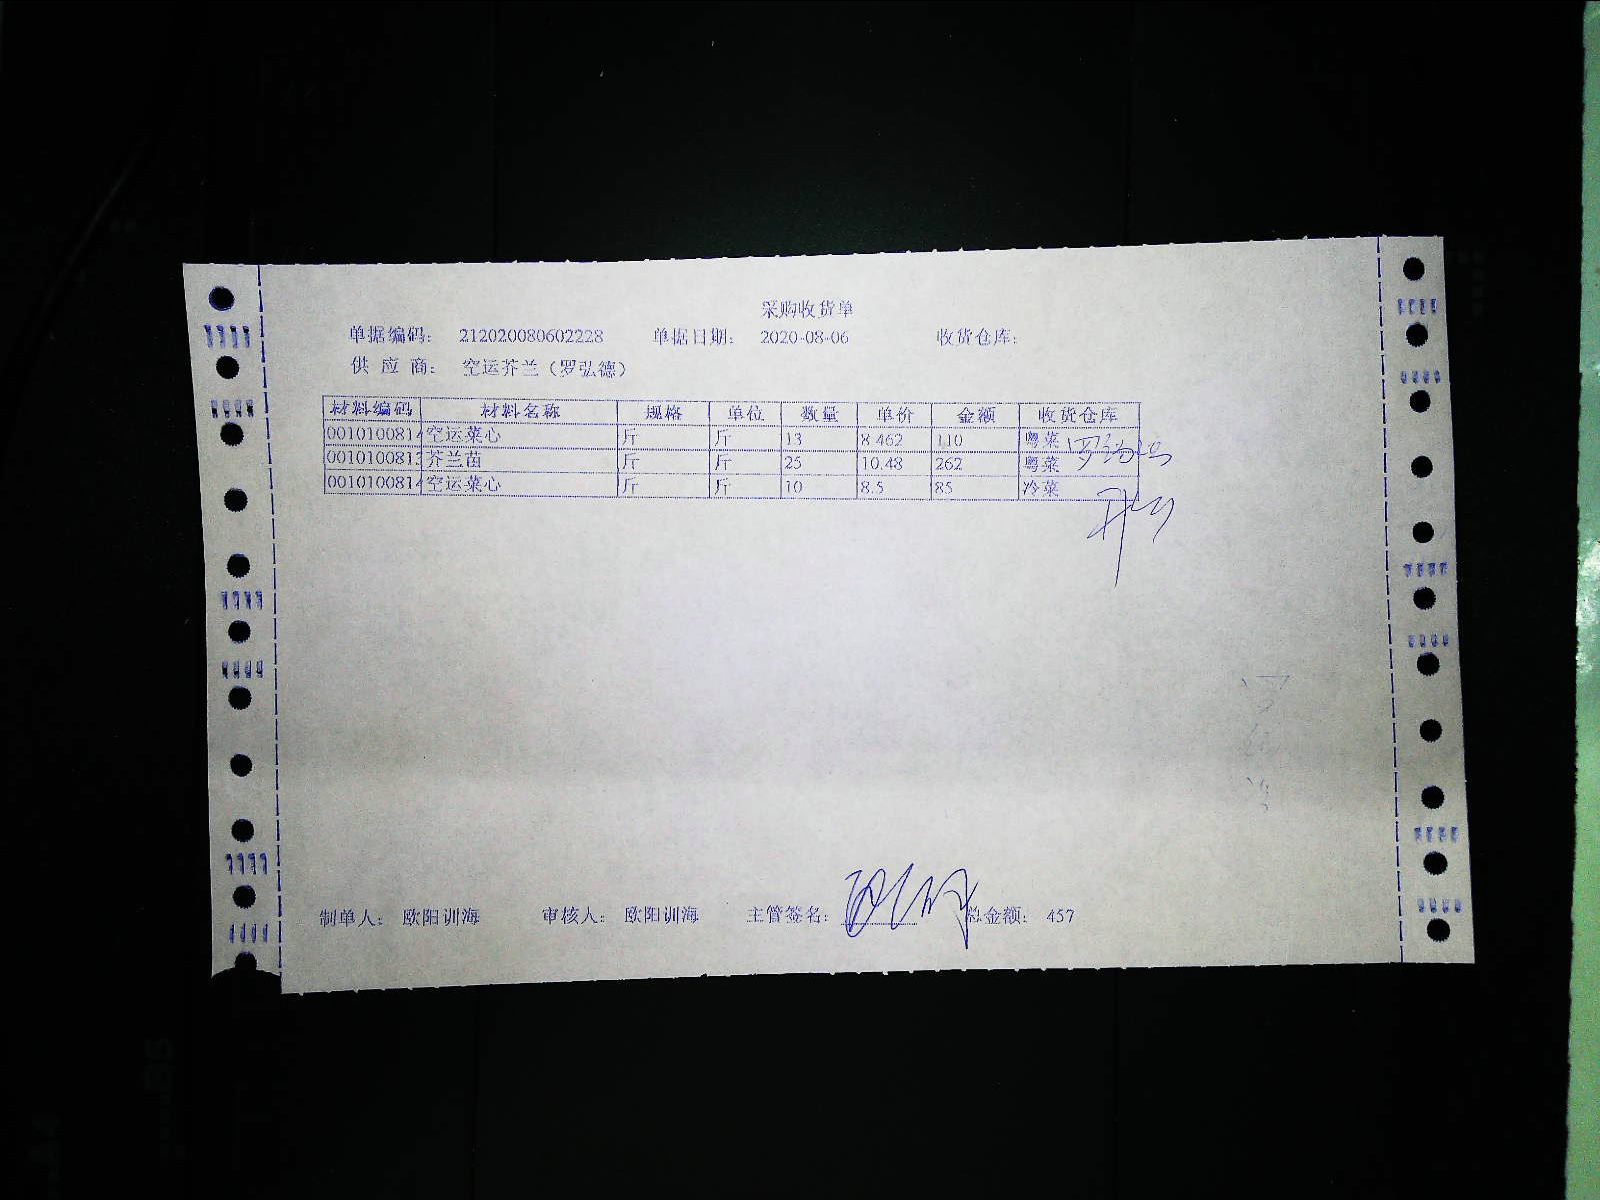 采购收货单
单据编码： 212020080602228 单据日期： 2020-08-06 收货仓库：
供 应 商： 空运芥兰（罗弘德）
材料编码 材料名称 规格 单位 数量 单价 金额 收货仓库
0010100814 空运菜心 斤 斤 13 8.462 110 粤菜
0010100813 芥兰苗 斤 斤 25 10.48 262 粤菜
0010100814 空运菜心 斤 斤 10 8.5 85 冷菜
制单人： 欧阳训海 审核人： 欧阳训海 主管签名： 总金额： 457